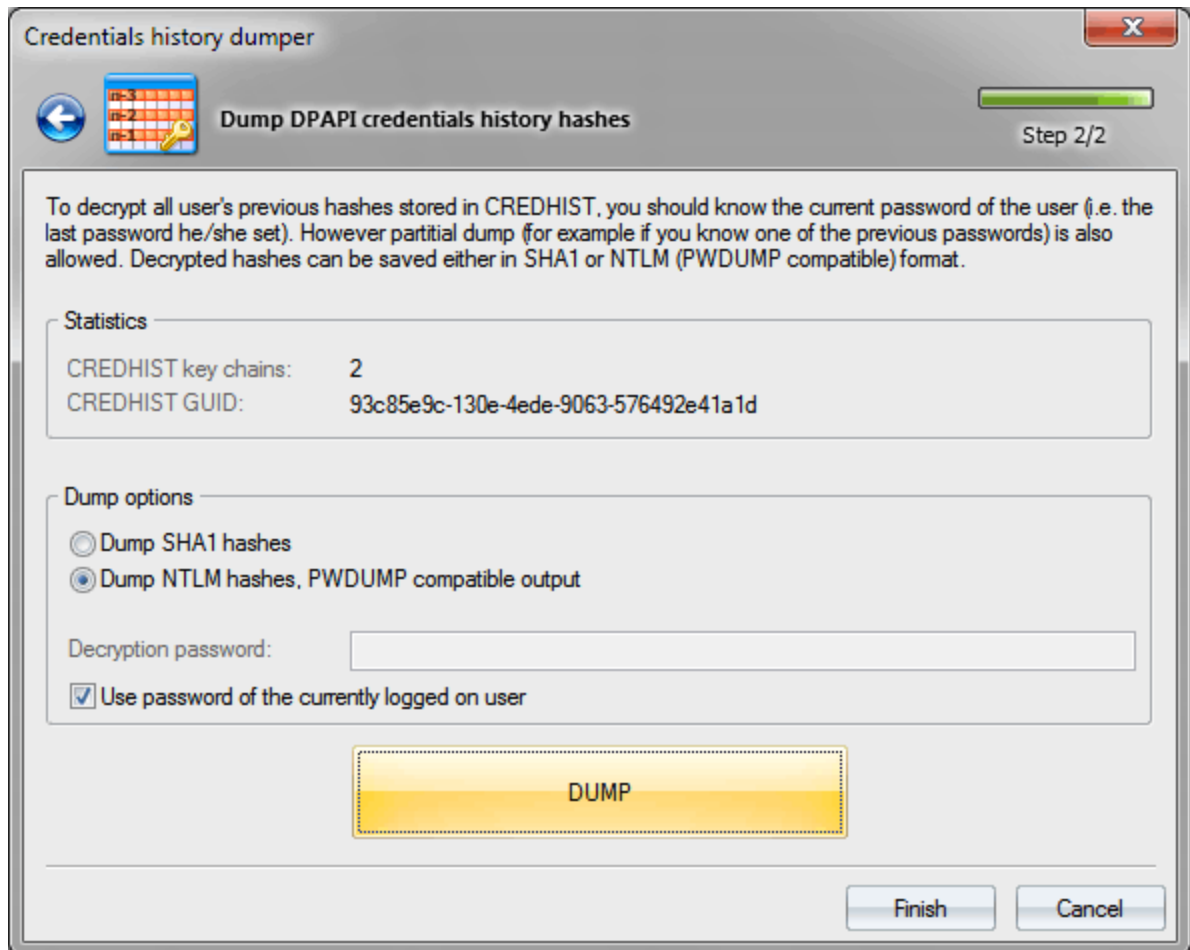 Credentials history dumper
n-3
n-2
n-1
Dump DPAPI credentials history hashes
Step 2/2
To decrypt all user's previous hashes stored in CREDHIST, you should know the current password of the user (i.e. the
last password he/she set). However partitial dump (for example if you know one of the previous passwords) is also
allowed. Decrypted hashes can be saved either in SHA1 or NTLM (PWDUMP compatible) format.
Statistics
CREDHIST key chains: 2
CREDHIST GUID: 93c85e9c-130e-4ede-9063-576492e41a1d
Dump options
Dump SHA1 hashes
Dump NTLM hashes, PWDUMP compatible output
Decryption password:
Use password of the currently logged on user
DUMP
Finish Cancel